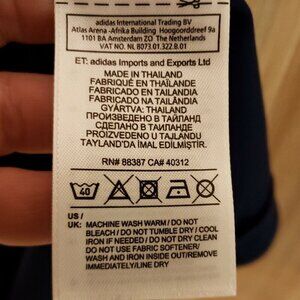 adidas International Trading BV
Atlas Arena -Afrika Building Hoogoorddreef 9a
1101 BA Amsterdam ZO The Netherlands
VAT NO. NL 8073.01.322.B.01
ET: adidas Imports and Exports Ltd
MADE IN THAILAND
FABRIQUÉ EN THAÏLANDE
FABRICADO EN TAILANDIA
FABRICADO NA TAILÂNDIA
GYÁRTVA: THAIFOLD
ПРОИЗВЕДЕНО В ТАЙЛАНД
СДЕЛАНО В ТАИЛАНДЕ
PROIZVEDENO U TAJLANDU
TAYLAND'DA İMAL EDİLMİŞTİR.
RN# 88387 CA# 40312
40
US /
UK: MACHINE WASH WARM / DO NOT
BLEACH / DO NOT TUMBLE DRY / COOL
IRON IF NEEDED / DO NOT DRY CLEAN
DO NOT USE FABRIC SOFTENER/
WASH AND IRON INSIDE OUT/REMOVE
IMMEDIATELY/LINE DRY